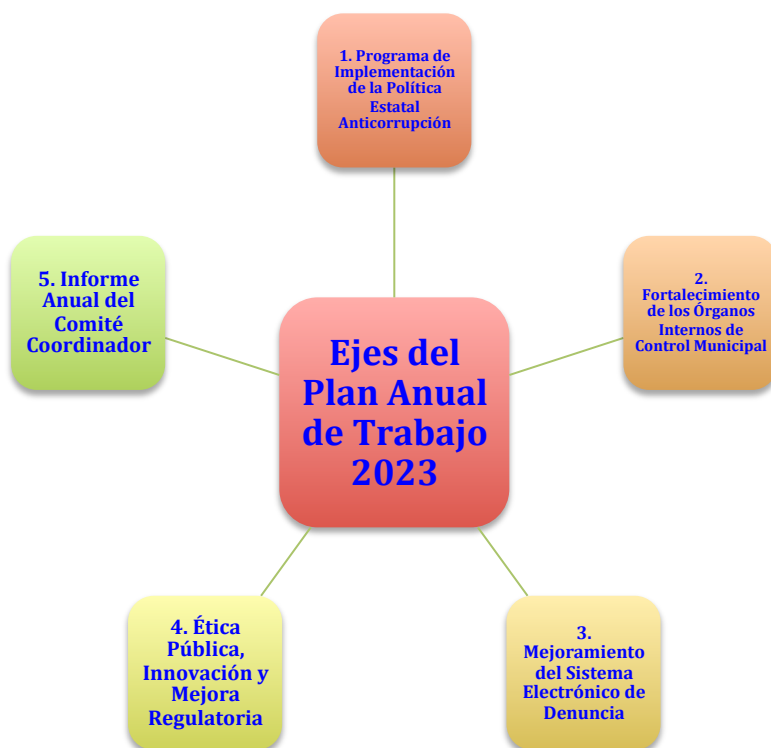 1. Programa de
Implementación
de la Política
Estatal
Anticorrupción
2.
Fortalecimiento
de los Órganos
Internos de
Control Municipal
3.
Mejoramiento
del Sistema
Electrónico de
Denuncia
4. Ética
Pública,
Innovación y
Mejora
Regulatoria
5. Informe
Anual del
Comité
Coordinador
Ejes del
Plan Anual
de Trabajo
2023